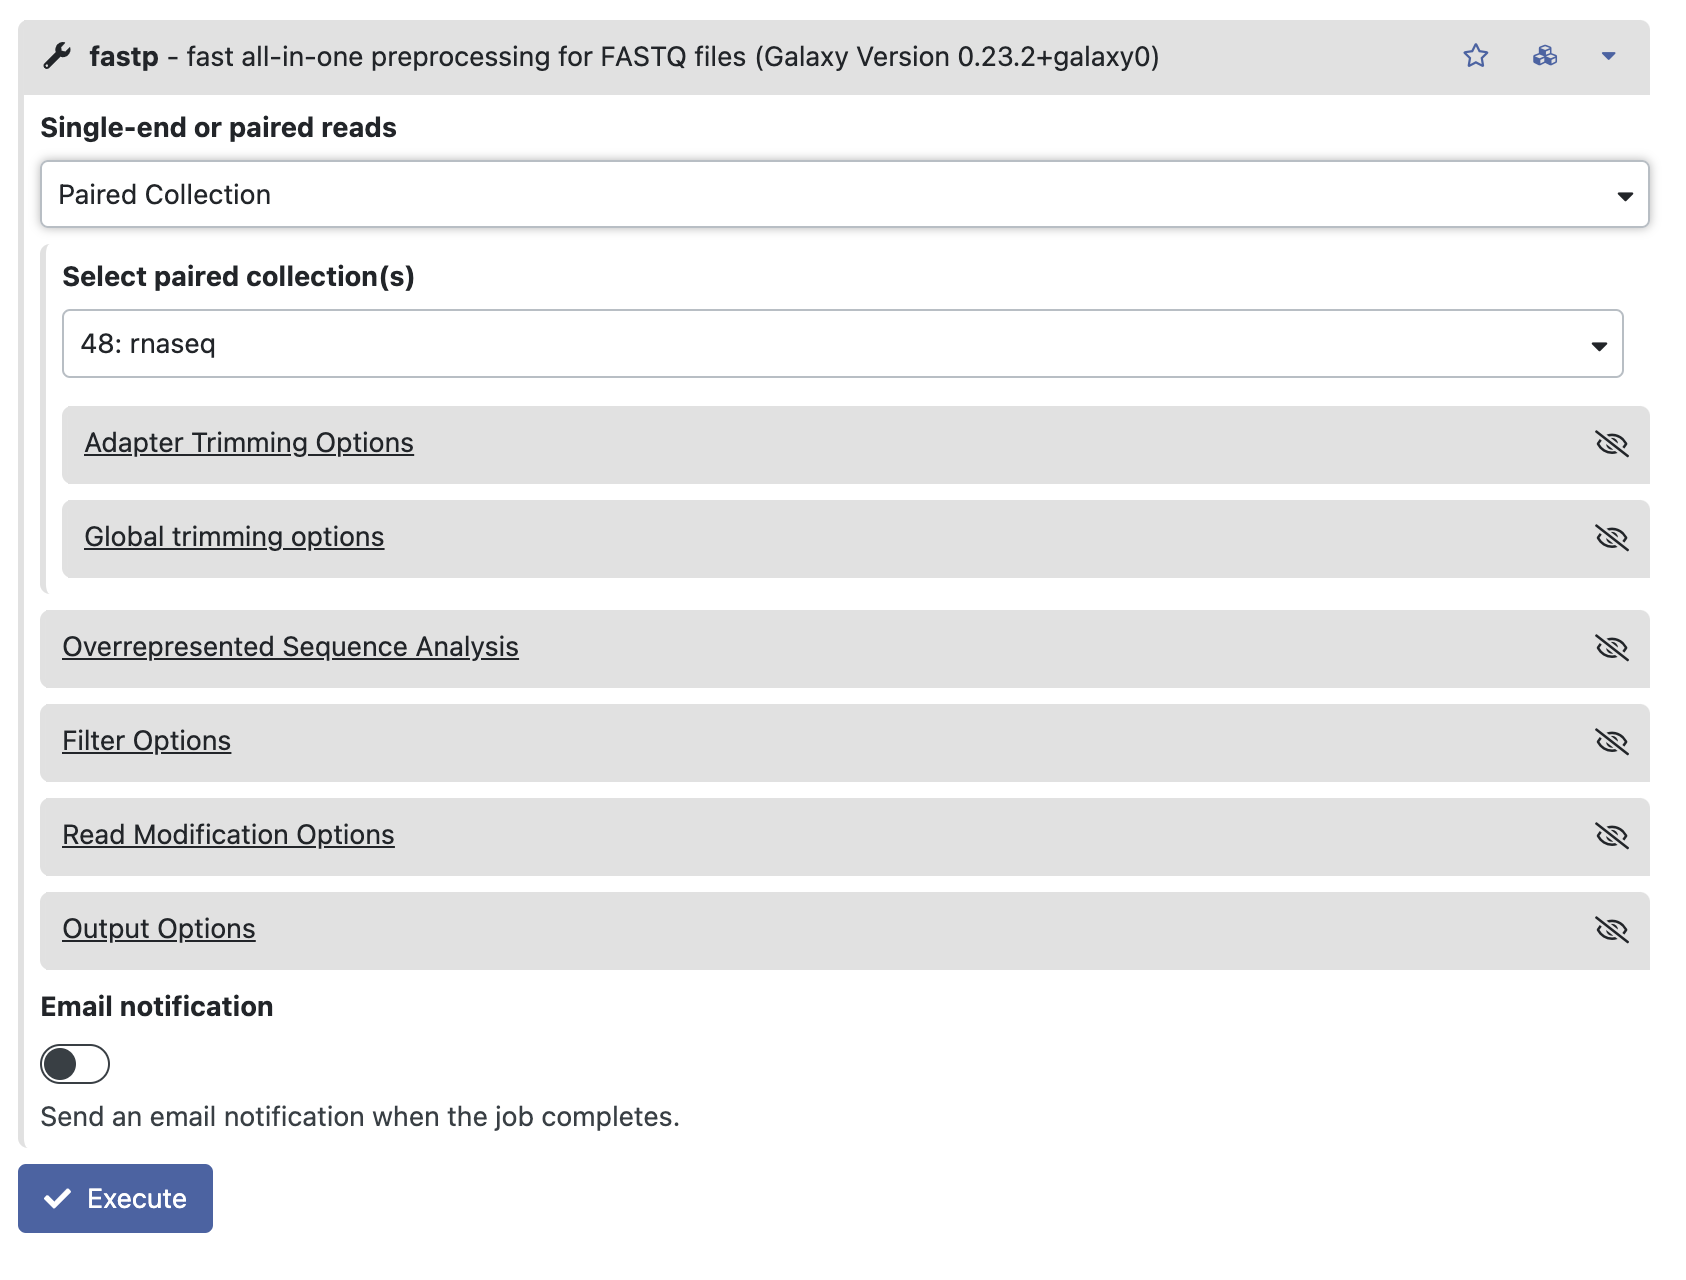 fastp - fast all-in-one preprocessing for FASTQ files (Galaxy Version 0.23.2+galaxy0)
Single-end or paired reads
Paired Collection
Select paired collection(s)
48: rnaseq
Adapter Trimming Options
Global trimming options
Overrepresented Sequence Analysis
Filter Options
Read Modification Options
Output Options
Email notification
Send an email notification when the job completes.
Execute